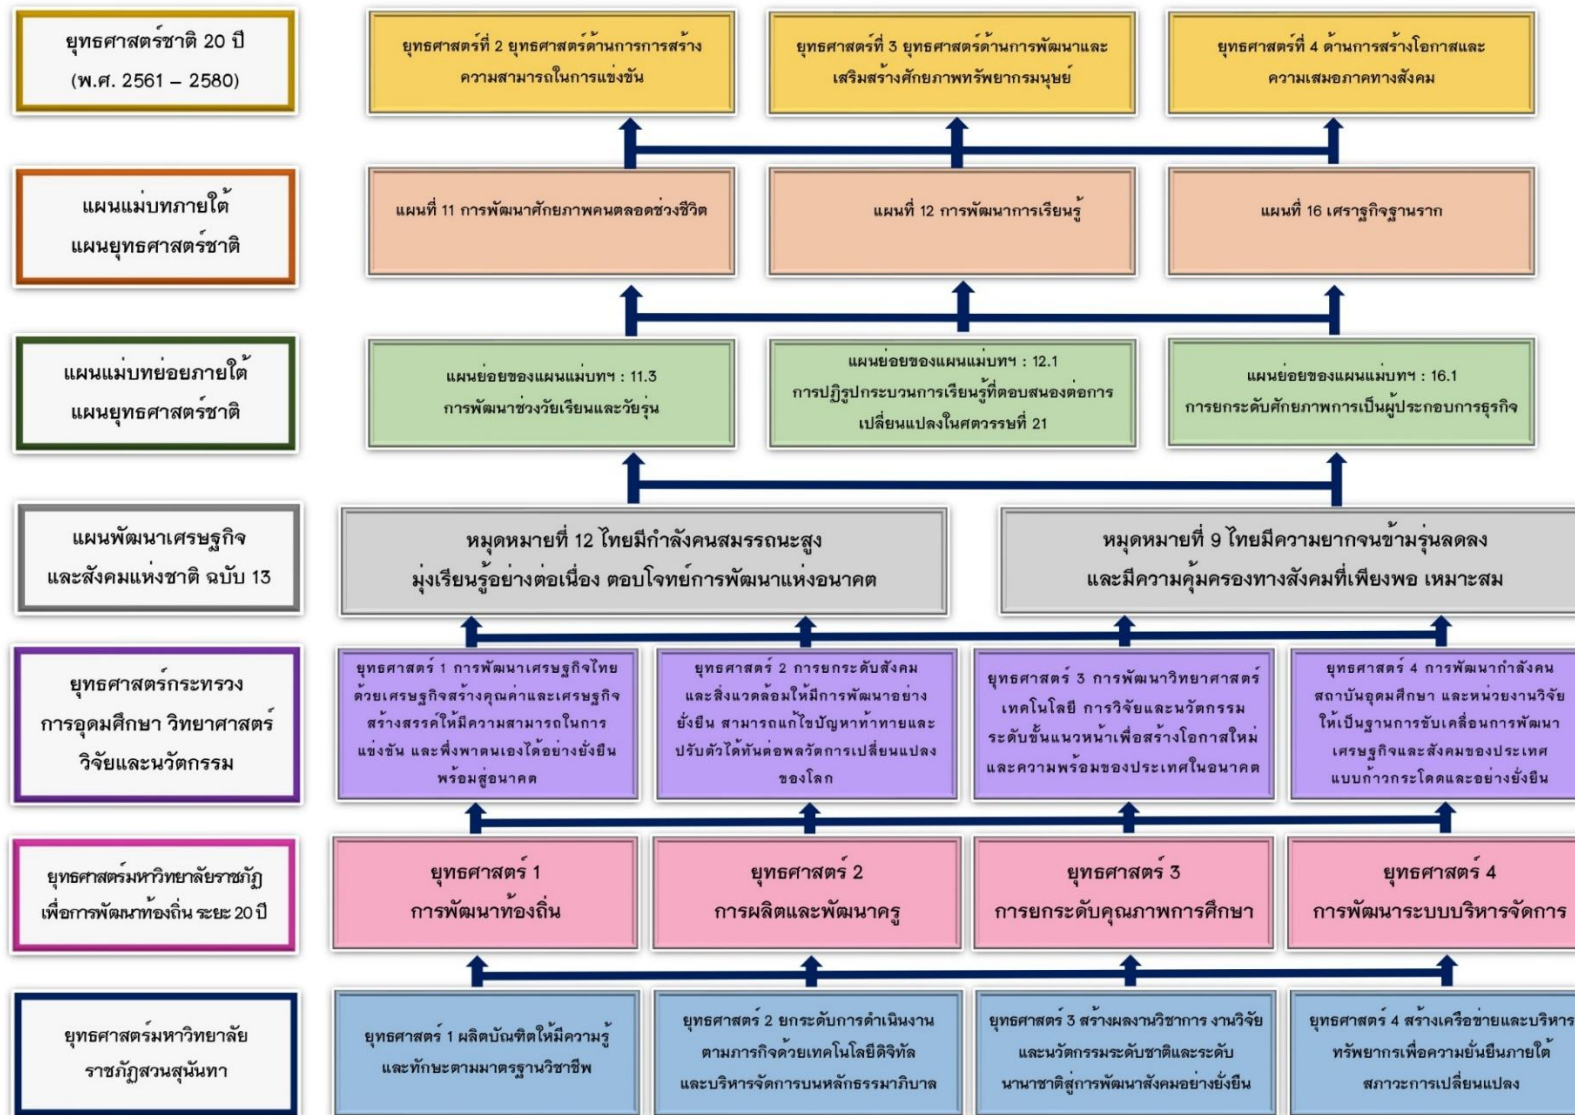 ยุทธศาสตร์ชาติ 20 ปี
(พ.ศ. 2561 – 2580)
ยุทธศาสตร์ที่ 2 ยุทธศาสตร์ด้านการการสร้าง
ความสามารถในการแข่งขัน
ยุทธศาสตร์ที่ 3 ยุทธศาสตร์ด้านการพัฒนาและ
เสริมสร้างศักยภาพทรัพยากรมนุษย์
ยุทธศาสตร์ที่ 4 ด้านการสร้างโอกาสและ
ความเสมอภาคทางสังคม
แผนแม่บทภายใต้
แผนยุทธศาสตร์ชาติ
แผนที่ 11 การพัฒนาศักยภาพคนตลอดช่วงชีวิต
แผนที่ 12 การพัฒนาการเรียนรู้
แผนที่ 16 เศราฐกิจฐานราก
แผนแม่บทย่อยภายใต้
แผนยุทธศาสตร์ชาติ
แผนย่อยของแผนแม่บทฯ : 11.3
การพัฒนาช่วงวัยเรียนและวัยรุ่น
แผนย่อยของแผนแม่บทฯ : 12.1
การปฏิรูปกระบวนการเรียนรู้ที่ตอบสนองต่อการ
เปลี่ยนแปลงในศตวรรษที่ 21
แผนย่อยของแผนแม่บทฯ : 16.1
การยกระดับศักยภาพการเป็นผู้ประกอบการธุรกิจ
แผนพัฒนาเศรษฐกิจ
และสังคมแห่งชาติ ฉบับ 13
หมุดหมายที่ 12 ไทยมีกำลังคนสมรรถนะสูง
มุ่งเรียนรู้อย่างต่อเนื่อง ตอบโจทย์การพัฒนาแห่งอนาคต
หมุดหมายที่ 9 ไทยมีความยากจนข้ามรุ่นลดลง
และมีความคุ้มครองทางสังคมที่เพียงพอ เหมาะสม
ยุทธศาสตร์กระทรวง
การอุดมศึกษา วิทยาศาสตร์
วิจัยและนวัตกรรม
ยุทธศาสตร์ 1 การพัฒนาเศรษฐกิจไทย
ด้วยเศรษฐกิจสร้างคุณค่าและเศรษฐกิจ
สร้างสรรค์ให้มีความสามารถในการ
แข่งขัน และพึ่งพาตนเองได้อย่างยั่งยืน
พร้อมสู่อนาคต
ยุทธศาสตร์ 2 การยกระดับสังคม
และสิ่งแวดล้อมให้มีการพัฒนาอย่าง
ยั่งยืน สามารถแก้ไขปัญหาท้าทายและ
ปรับตัวได้ทันต่อพลวัตการเปลี่ยนแปลง
ของโลก
ยุทธศาสตร์ 3 การพัฒนาวิทยาศาสตร์
เทคโนโลยี การวิจัยและนวัตกรรม
ระดับขั้นแนวหน้าเพื่อสร้างโอกาสใหม่
และความพร้อมของประเทศในอนาคต
ยุทธศาสตร์ 4 การพัฒนากำลังคน
สถาบันอุดมศึกษา และหน่วยงานวิจัย
ให้เป็นฐานการขับเคลื่อนการพัฒนา
เศรษฐกิจและสังคมของประเทศ
แบบก้าวกระโดดและอย่างยั่งยืน
ยุทธศาสตร์มหาวิทยาลัยราชภัฏ
เพื่อการพัฒนาท้องถิ่น ระยะ 20 ปี
ยุทธศาสตร์ 1
การพัฒนาท้องถิ่น
ยุทธศาสตร์ 2
การผลิตและพัฒนาครู
ยุทธศาสตร์ 3
การยกระดับคุณภาพการศึกษา
ยุทธศาสตร์ 4
การพัฒนาระบบบริหารจัดการ
ยุทธศาสตร์มหาวิทยาลัย
ราชภัฏสวนสุนันทา
ยุทธศาสตร์ 1 ผลิตบัณฑิตให้มีความรู้
และทักษะตามมาตรฐานวิชาชีพ
ยุทธศาสตร์ 2 ยกระดับการดำเนินงาน
ตามภารกิจด้วยเทคโนโลยีดิจิทัล
และบริหารจัดการบนหลักธรรมาภิบาล
ยุทธศาสตร์ 3 สร้างผลงานวิชาการ งานวิจัย
และนวัตกรรมระดับชาติและระดับ
นานาชาติสู่การพัฒนาสังคมอย่างยั่งยืน
ยุทธศาสตร์ 4 สร้างเครือข่ายและบริหาร
ทรัพยากรเพื่อความยั่นยืนภายใต้
สภาวะการเปลี่ยนแปลง